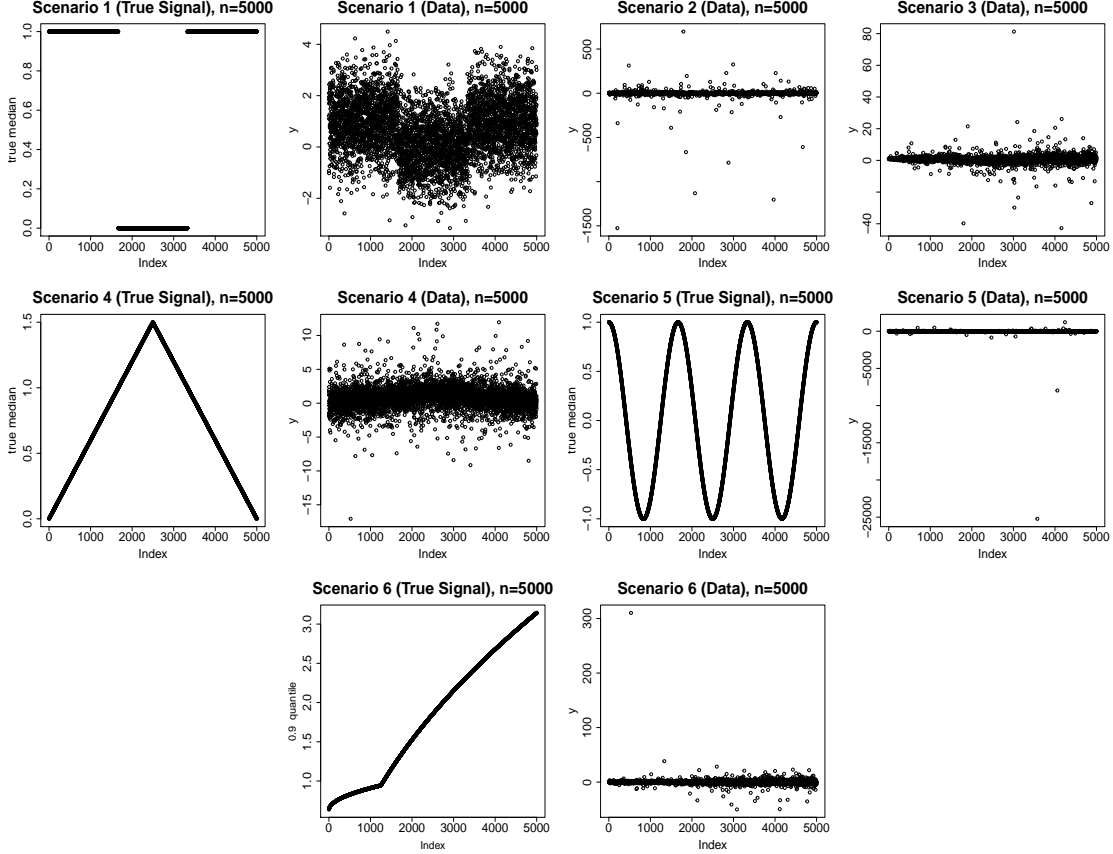 Scenario 1 (True Signal), n=5000
true median
0.0 0.2 0.4 0.6 0.8 1.0
0 1000 2000 3000 4000 5000
Index
Scenario 1 (Data), n=5000
y
−2 0 2 4
0 1000 2000 3000 4000 5000
Index
Scenario 2 (Data), n=5000
y
−1500 −500 0 500
0 1000 2000 3000 4000 5000
Index
Scenario 3 (Data), n=5000
y
−40 0 20 40 60 80
0 1000 2000 3000 4000 5000
Index
Scenario 4 (True Signal), n=5000
true median
0.0 0.5 1.0 1.5
0 1000 2000 3000 4000 5000
Index
Scenario 4 (Data), n=5000
y
−15 −10 −5 0 5 10
0 1000 2000 3000 4000 5000
Index
Scenario 5 (True Signal), n=5000
true median
−1.0 −0.5 0.0 0.5 1.0
0 1000 2000 3000 4000 5000
Index
Scenario 5 (Data), n=5000
y
−25000 −15000 −5000 0
0 1000 2000 3000 4000 5000
Index
Scenario 6 (True Signal), n=5000
0.9 quantile
1.0 1.5 2.0 2.5 3.0
0 1000 2000 3000 4000 5000
Index
Scenario 6 (Data), n=5000
y
0 100 200 300
0 1000 2000 3000 4000 5000
Index